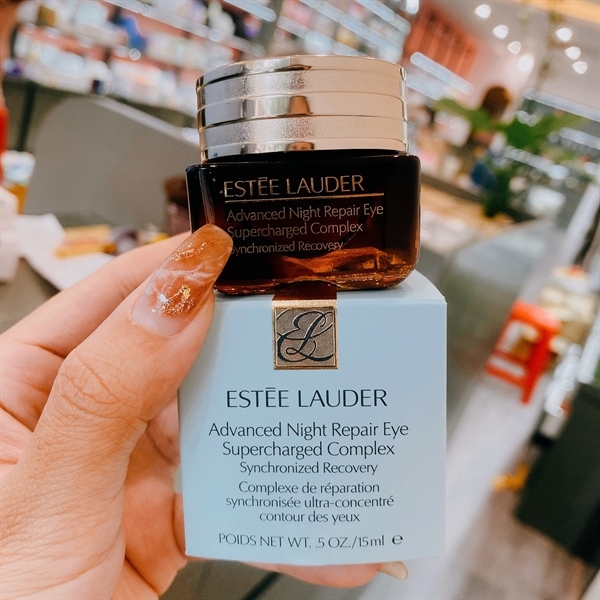 ESTĒE LAUDER
Advanced Night Repair Eye
Supercharged Complex
Synchronized Recovery
EL
ESTĒE LAUDER
Advanced Night Repair Eye
Supercharged Complex
Synchronized Recovery
Complexe de réparation
synchronisée ultra-concentré
contour des yeux
POIDS NET WT. .5 OZ./15ml ℮